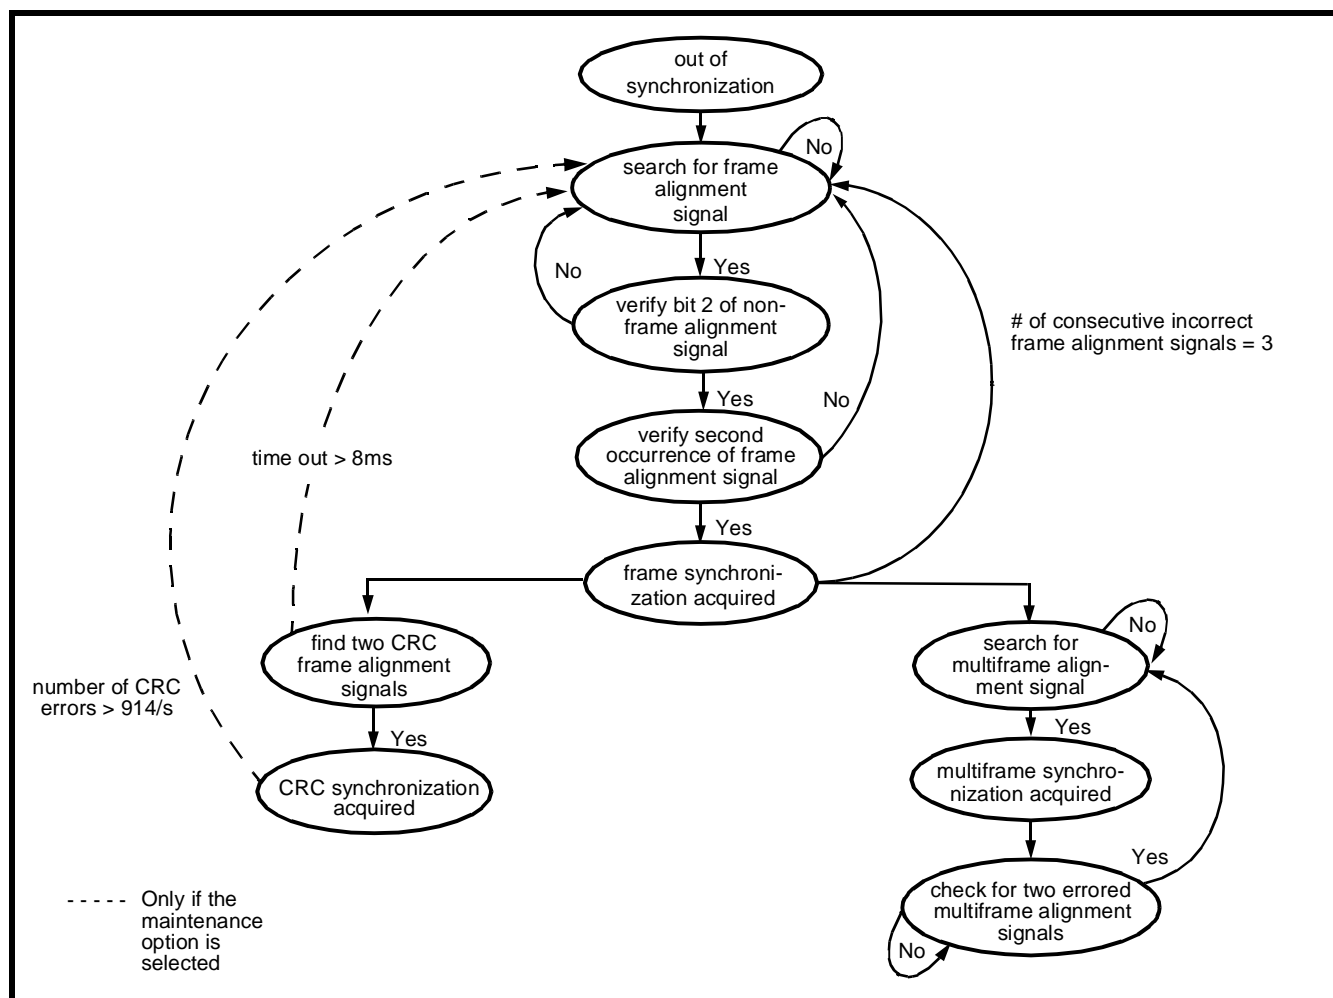 out of
synchronization
No
search for frame
alignment
signal
No
Yes
verify bit 2 of non-
frame alignment
signal
# of consecutive incorrect
frame alignment signals = 3
Yes
No
verify second
occurrence of frame
alignment signal
time out > 8ms
Yes
frame synchroni-
zation acquired
find two CRC
frame alignment
signals
No
search for
multiframe align-
ment signal
number of CRC
errors > 914/s
Yes
Yes
CRC synchronization
acquired
multiframe synchro-
nization acquired
Yes
check for two errored
multiframe alignment
signals
No
- - - - - Only if the
maintenance
option is
selected